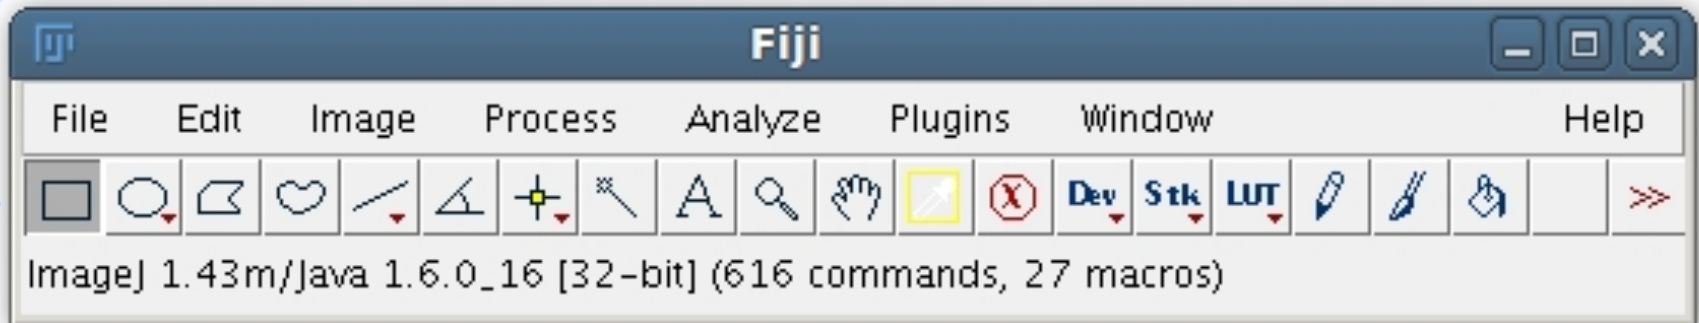 Fiji
File Edit Image Process Analyze Plugins Window Help
A X Dev Stk LUT >>
ImageJ 1.43m/Java 1.6.0_16 [32-bit] (616 commands, 27 macros)